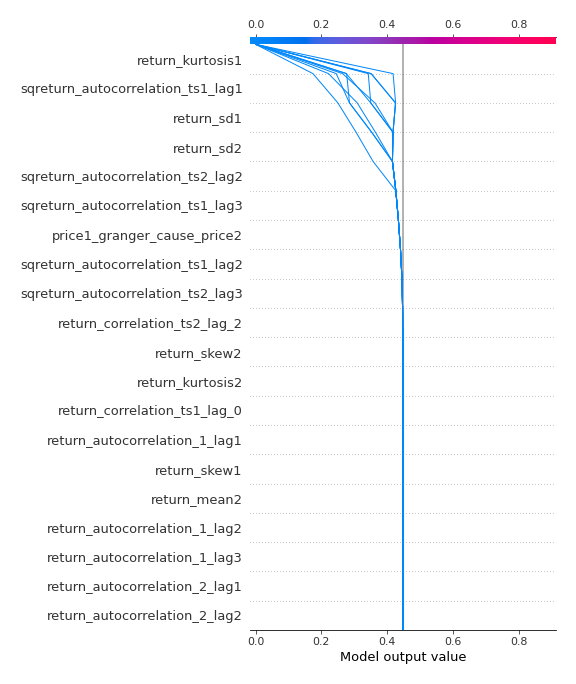 0.0 0.2 0.4 0.6 0.8
return_kurtosis1
sqreturn_autocorrelation_ts1_lag1
return_sd1
return_sd2
sqreturn_autocorrelation_ts2_lag2
sqreturn_autocorrelation_ts1_lag3
price1_granger_cause_price2
sqreturn_autocorrelation_ts1_lag2
sqreturn_autocorrelation_ts2_lag3
return_correlation_ts2_lag_2
return_skew2
return_kurtosis2
return_correlation_ts1_lag_0
return_autocorrelation_1_lag1
return_skew1
return_mean2
return_autocorrelation_1_lag2
return_autocorrelation_1_lag3
return_autocorrelation_2_lag1
return_autocorrelation_2_lag2
0.0 0.2 0.4 0.6 0.8
Model output value